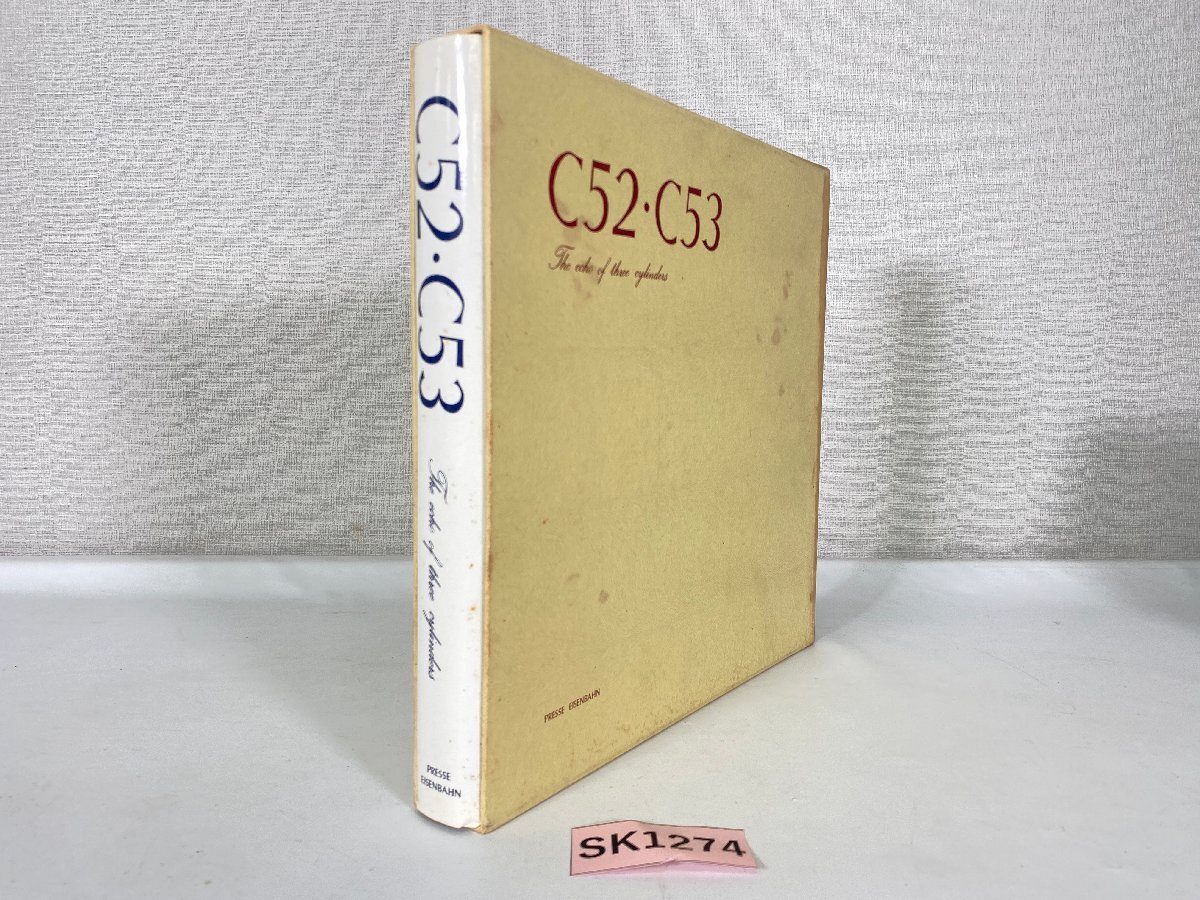 C52・C53
The echo of three cylinders
PRESSE
EISENBAHN
C52・C53
The echo of three cylinders
PRESSE EISENBAHN
SK1274